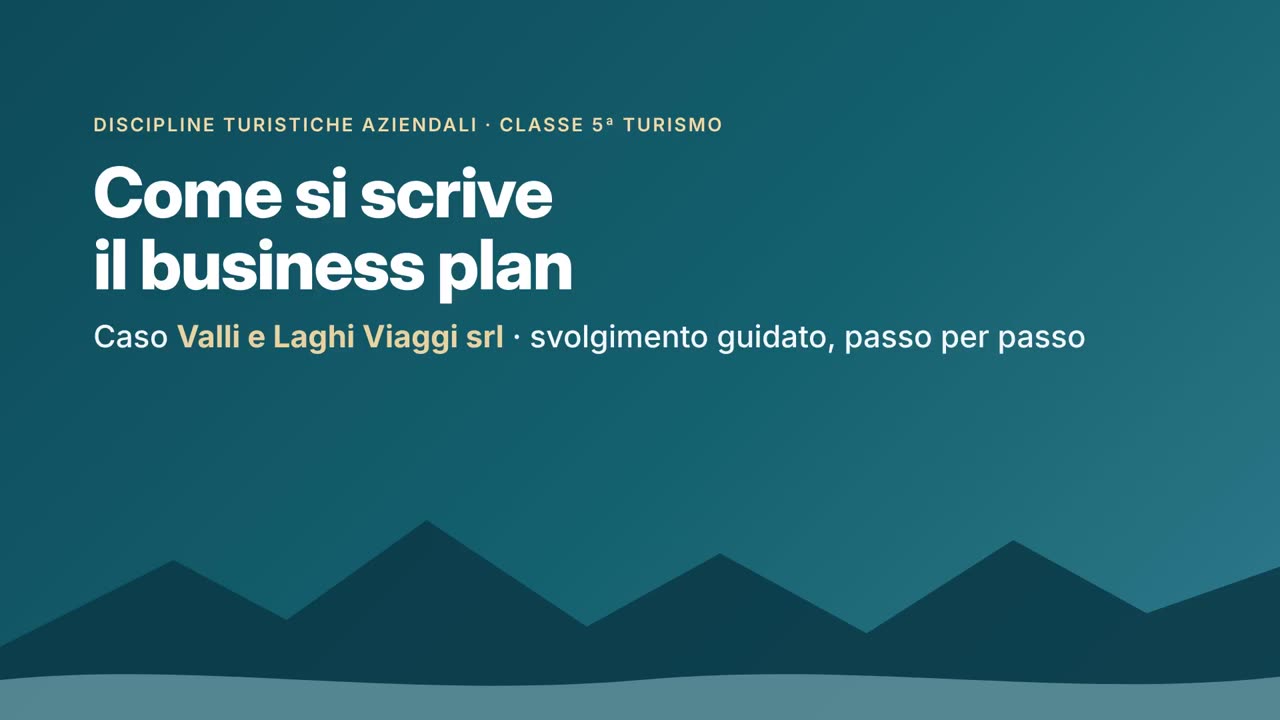 DISCIPLINE TURISTICHE AZIENDALI · CLASSE 5ª TURISMO
Come si scrive
il business plan
Caso Valli e Laghi Viaggi srl · svolgimento guidato, passo per passo